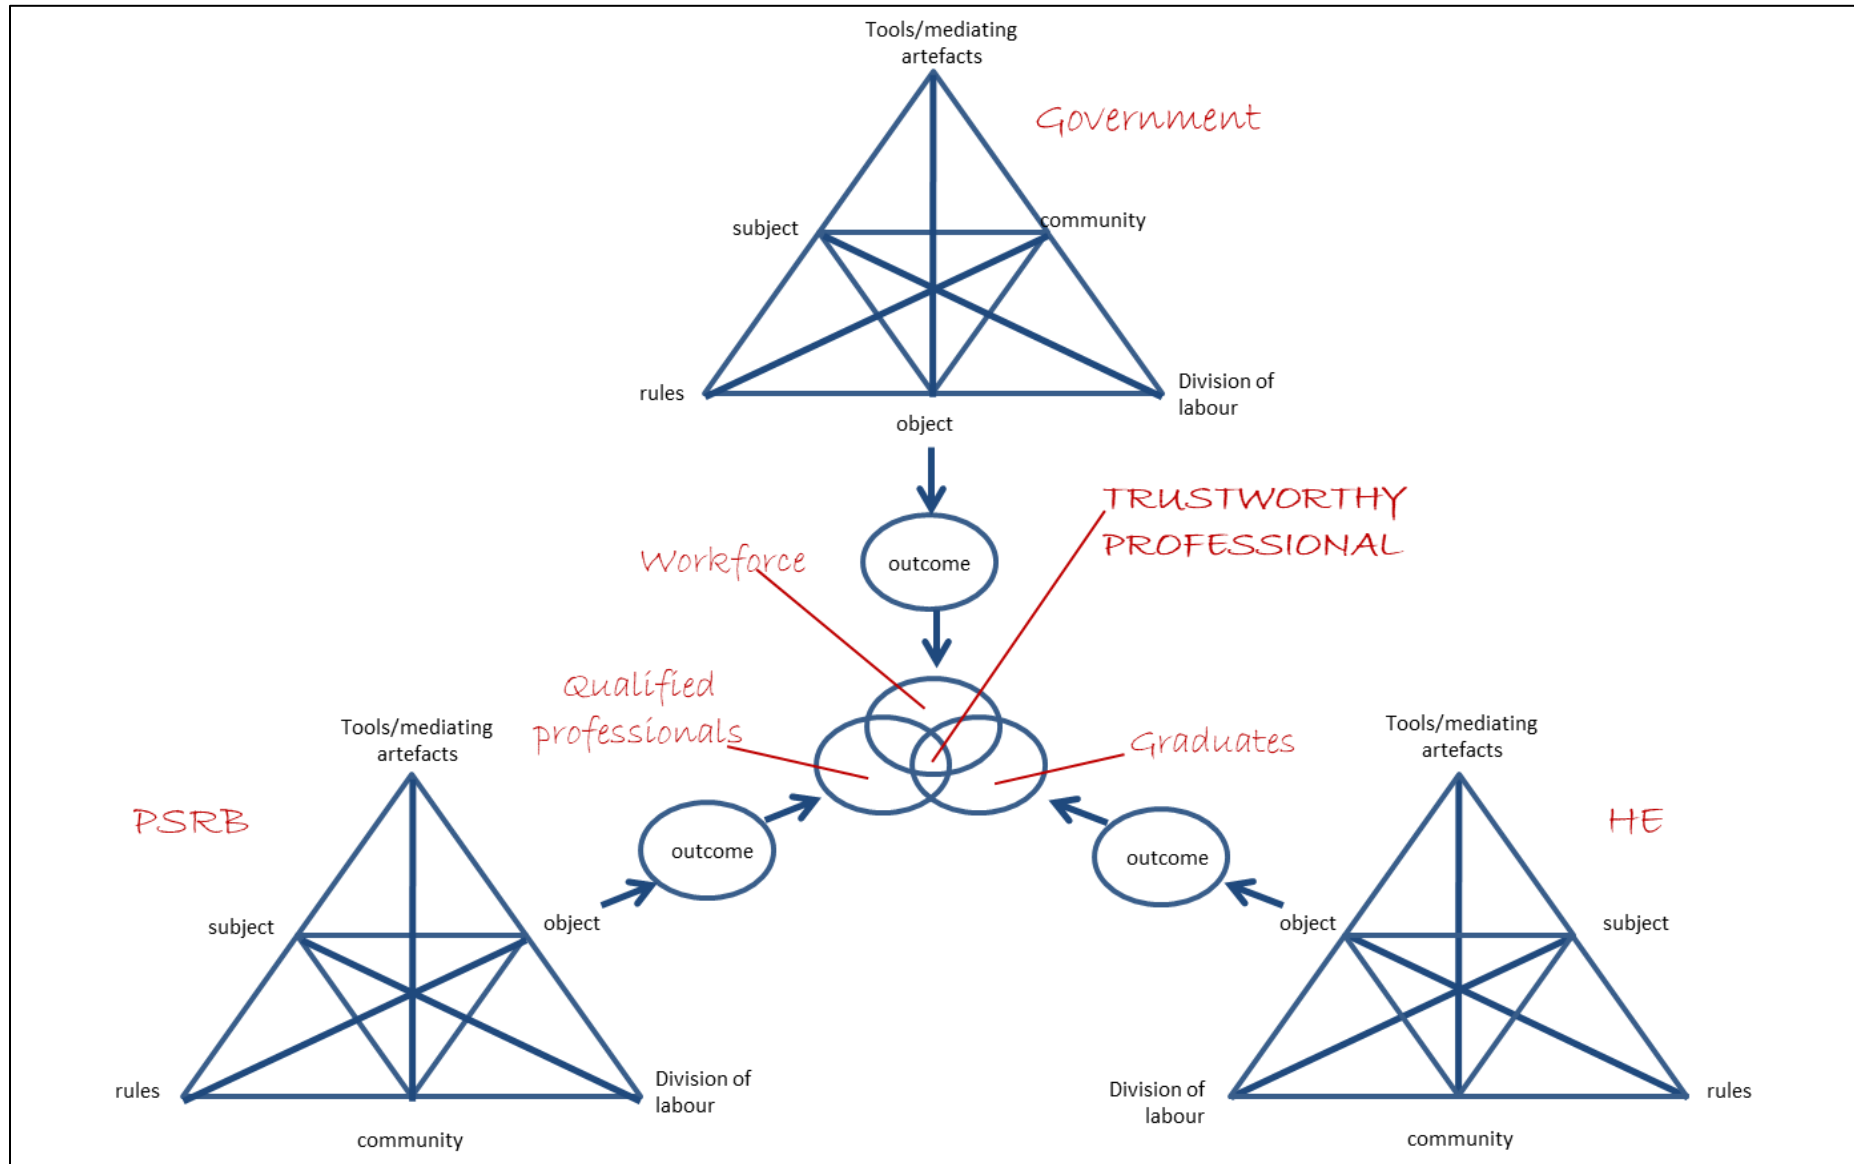 Tools/mediating
artefacts
Government
subject
community
rules
Division of
labour
object
TRUSTWORTHY
PROFESSIONAL
Workforce
outcome
Qualified
professionals
Graduates
Tools/mediating
artefacts
PSRB
outcome
subject
object
rules
Division of
labour
community
Tools/mediating
artefacts
HE
outcome
object
subject
Division of
labour
rules
community